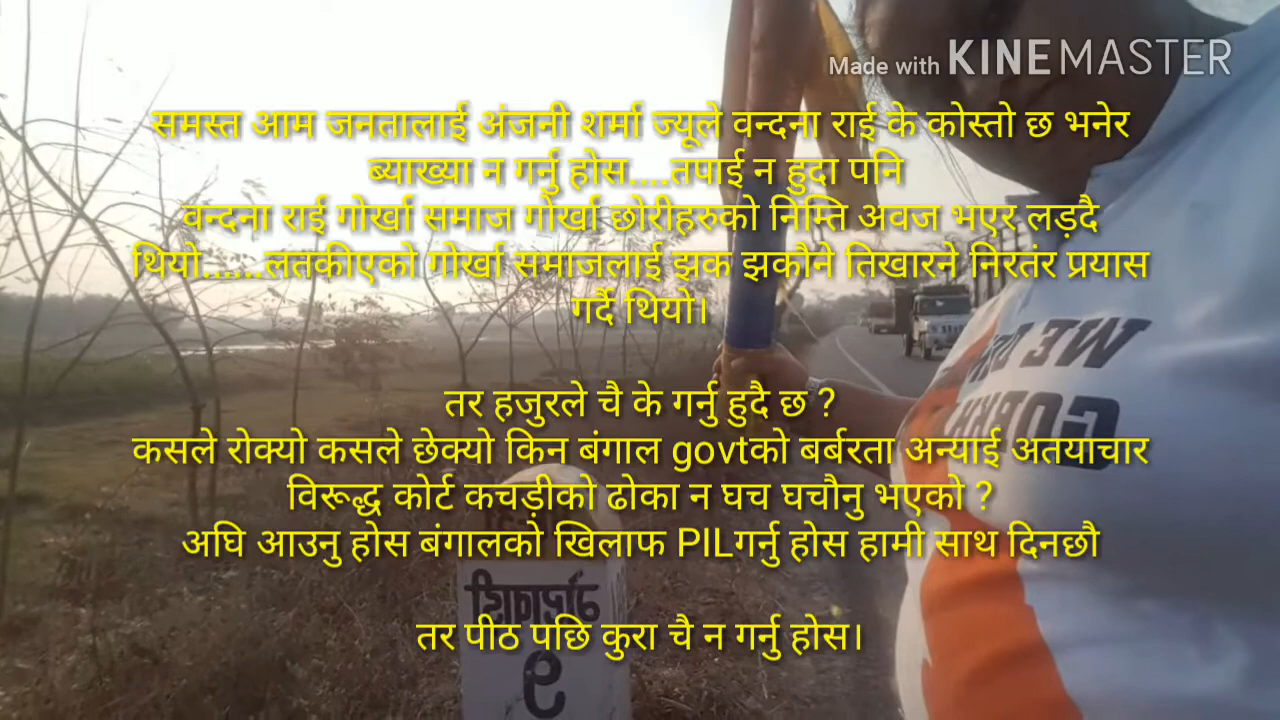 Made with KINEMASTER
समस्त आम जनतालाई अंजनी शर्मा ज्यूले वन्दना राई के कोस्तो छ भनेर
ब्याख्या न गर्नु होस....तपाई न हुदा पनि
वन्दना राई गोर्खा समाज गोर्खा छोरीहरुको निम्ति अवज भएर लड़दै
थियो......लतकीएको गोर्खा समाजलाई झक झकौने तिखारने निरतंर प्रयास
गर्दै थियो।
तर हजुरले चै के गर्नु हुदै छ ?
कसले रोक्यो कसले छेक्यो किन बंगाल govtको बर्बरता अन्याई अतयाचार
विरूद्ध कोर्ट कचड़ीको ढोका न घच घचौनु भएको ?
अघि आउनु होस बंगालको खिलाफ PILगर्नु होस हामी साथ दिनछौ
तर पीठ पछि कुरा चै न गर्नु होस।
WE